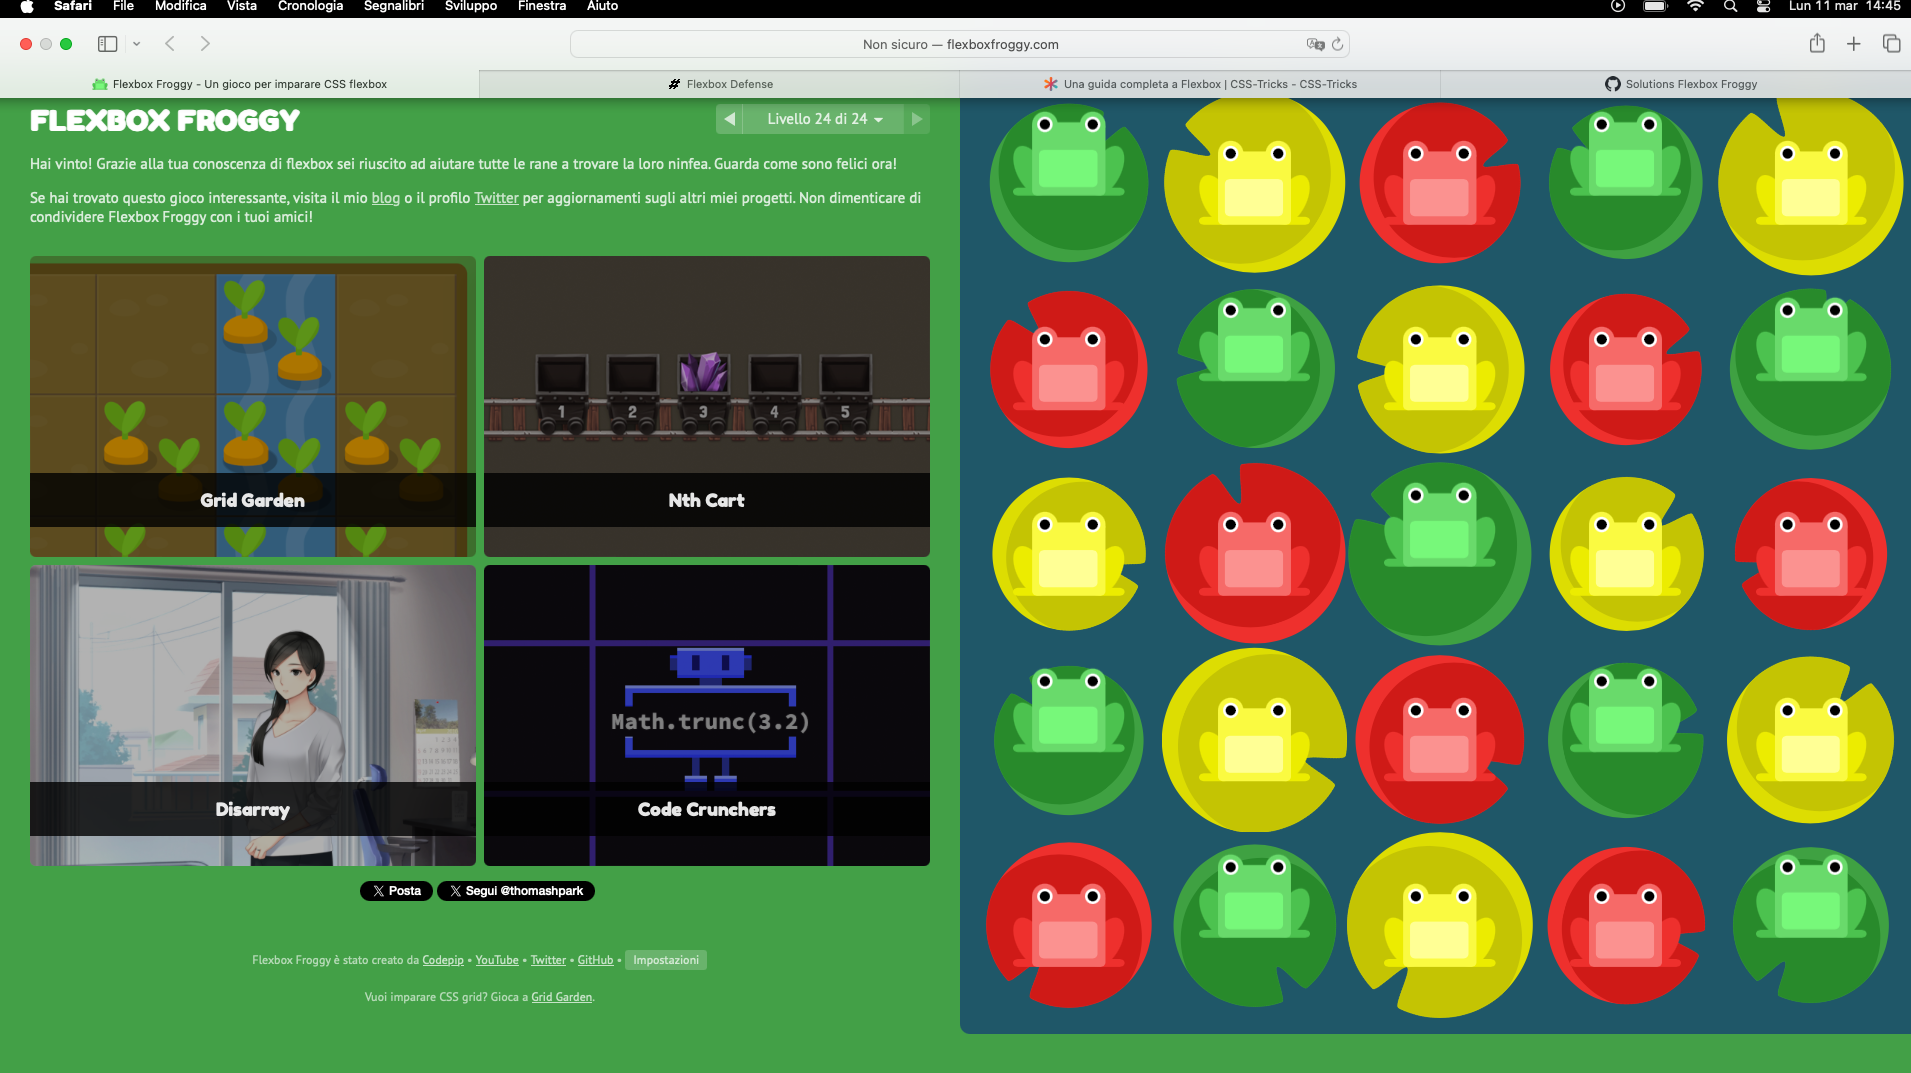 Safari File Modifica Vista Cronologia Segnalibri Sviluppo Finestra Aiuto Lun 11 mar 14:45
Non sicuro — flexboxfroggy.com
Flexbox Froggy - Un gioco per imparare CSS flexbox
Flexbox Defense
Una guida completa a Flexbox | CSS-Tricks - CSS-Tricks
Solutions Flexbox Froggy
FLEXBOX FROGGY
Livello 24 di 24
Hai vinto! Grazie alla tua conoscenza di flexbox sei riuscito ad aiutare tutte le rane a trovare la loro ninfea. Guarda come sono felici ora!
Se hai trovato questo gioco interessante, visita il mio blog o il profilo Twitter per aggiornamenti sugli altri miei progetti. Non dimenticare di
condividere Flexbox Froggy con i tuoi amici!
Grid Garden
1 2 3 4 5
Nth Cart
Disarray
Math.trunc(3.2)
Code Crunchers
Posta
Segui @thomashpark
Flexbox Froggy è stato creato da Codepip • YouTube • Twitter • GitHub • Impostazioni
Vuoi imparare CSS grid? Gioca a Grid Garden.